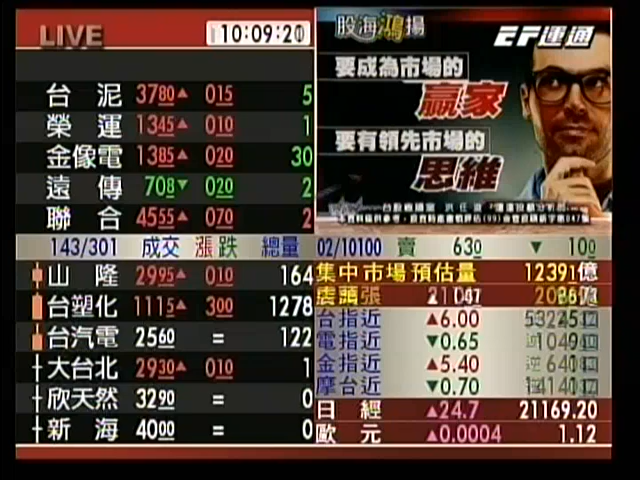 LIVE
10:09:20
台泥 3780▲ 015 5
榮運 1345▲ 010 1
金像電 1385▲ 020 30
遠傳 708▼ 020 2
聯合 4555▲ 070 2
143/301 成交 漲跌 總量
山隆 2995▲ 010 164
台塑化 1115▲ 300 1278
台汽電 2560 = 122
大台北 2930▲ 010 1
欣天然 3290 = 0
新海 4000 = 0
股海鴻揚
EF運通
要成為市場的
贏家
要有領先市場的
思維
02/10100 賣 630 ▼ 100
集中市場預估量 12391億
張
台指近 ▲6.00
電指近 ▼0.65
金指近 ▲5.40
摩台近 ▼0.70
日經 ▲24.7 21169.20
歐元 ▲0.0004 1.12